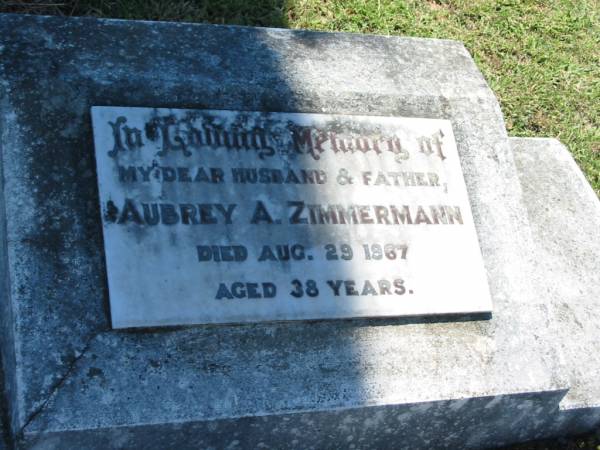 In Loving Memory of
MY DEAR HUSBAND & FATHER,
AUBREY A. ZIMMERMANN
DIED AUG. 29 1967
AGED 38 YEARS.